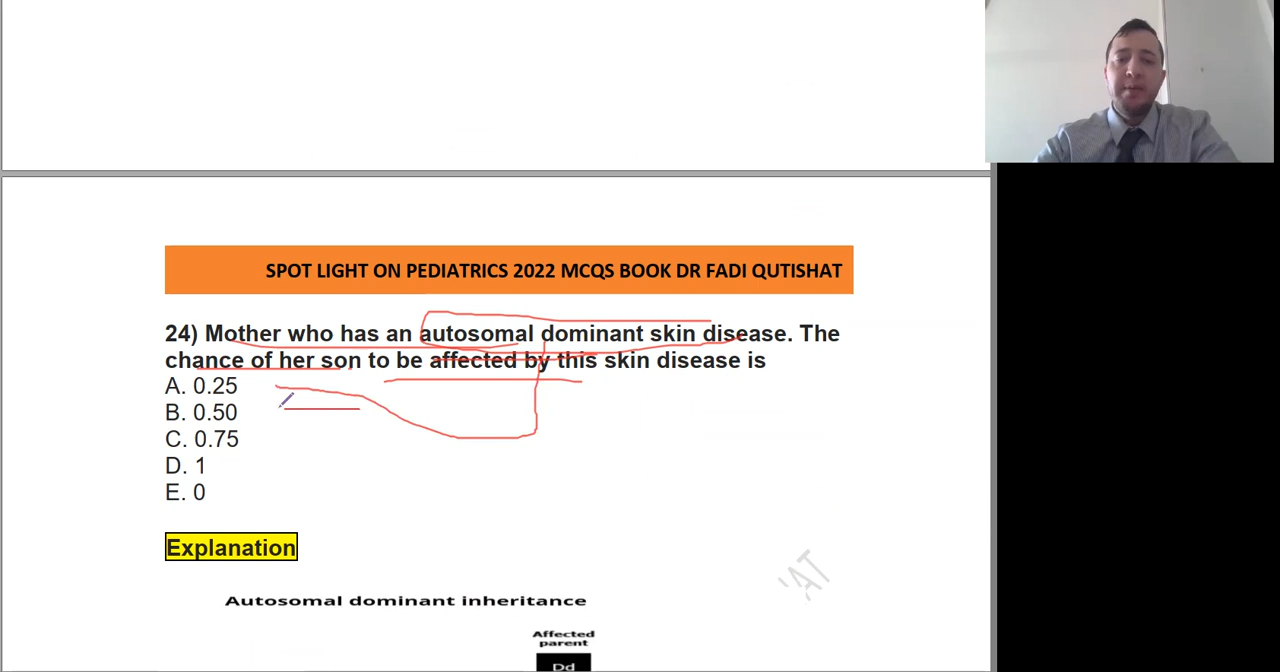 SPOT LIGHT ON PEDIATRICS 2022 MCQS BOOK DR FADI QUTISHAT
24) Mother who has an autosomal dominant skin disease. The
chance of her son to be affected by this skin disease is
A. 0.25
B. 0.50
C. 0.75
D. 1
E. 0
Explanation
'AT
Autosomal dominant inheritance
Affected
parent
Dd